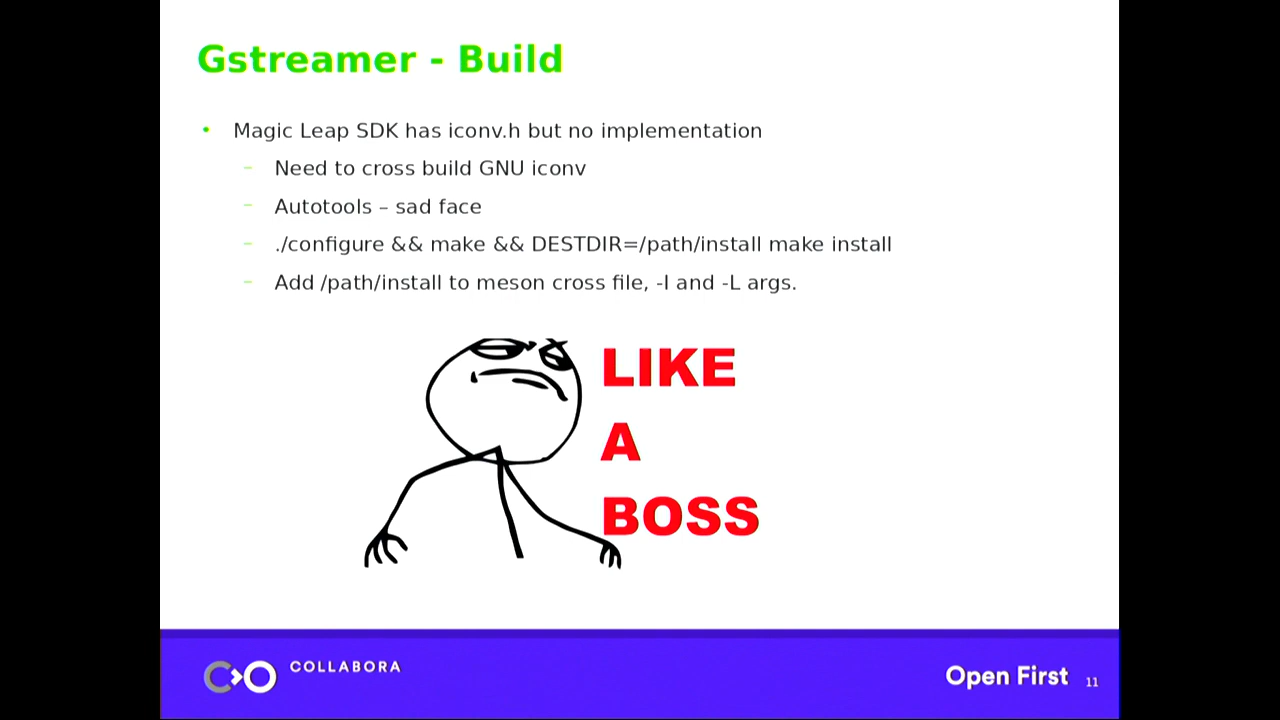 Gstreamer - Build
• Magic Leap SDK has iconv.h but no implementation
– Need to cross build GNU iconv
– Autotools – sad face
– ./configure && make && DESTDIR=/path/install make install
– Add /path/install to meson cross file, -I and -L args.
LIKE
A
BOSS
COLLABORA
Open First
11